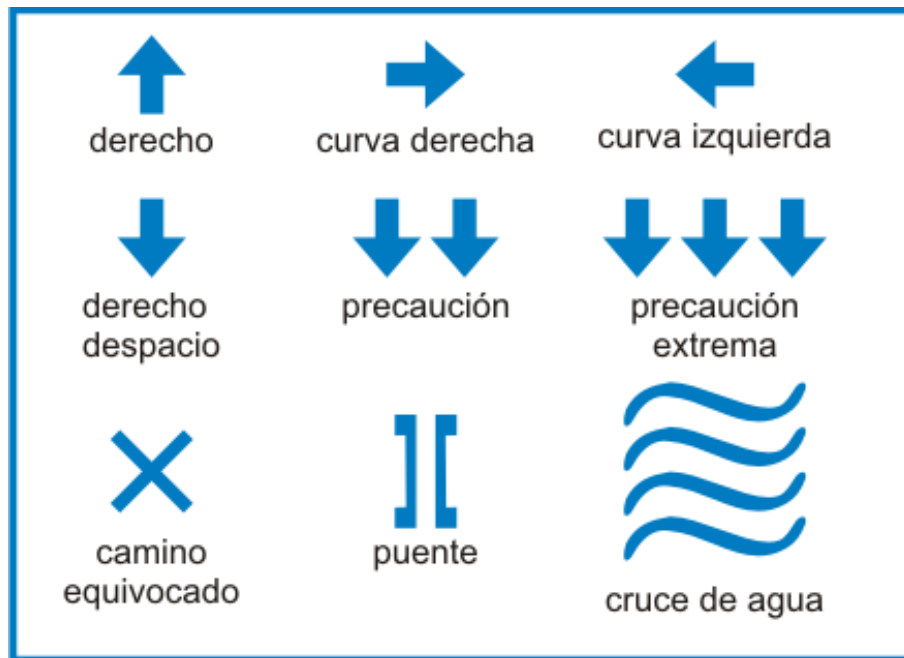 derecho
curva derecha
curva izquierda
derecho
despacio
precaución
precaución
extrema
camino
equivocado
puente
cruce de agua